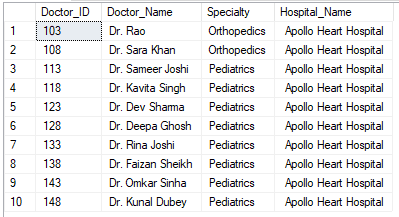 Doctor_ID Doctor_Name Specialty Hospital_Name
1 103 Dr. Rao Orthopedics Apollo Heart Hospital
2 108 Dr. Sara Khan Orthopedics Apollo Heart Hospital
3 113 Dr. Sameer Joshi Pediatrics Apollo Heart Hospital
4 118 Dr. Kavita Singh Pediatrics Apollo Heart Hospital
5 123 Dr. Dev Sharma Pediatrics Apollo Heart Hospital
6 128 Dr. Deepa Ghosh Pediatrics Apollo Heart Hospital
7 133 Dr. Rina Joshi Pediatrics Apollo Heart Hospital
8 138 Dr. Faizan Sheikh Pediatrics Apollo Heart Hospital
9 143 Dr. Omkar Sinha Pediatrics Apollo Heart Hospital
10 148 Dr. Kunal Dubey Pediatrics Apollo Heart Hospital